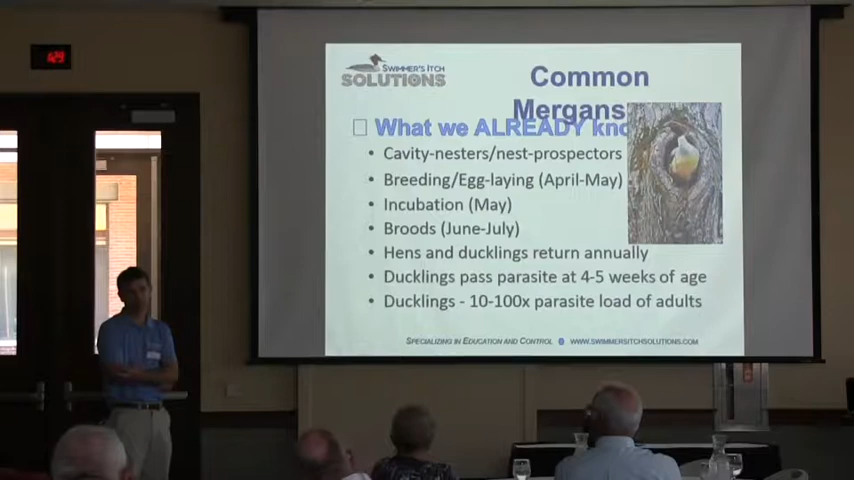 SWIMMER'S ITCH
SOLUTIONS
Common
Mergans
What we ALREADY kno
• Cavity-nesters/nest-prospectors
• Breeding/Egg-laying (April-May)
• Incubation (May)
• Broods (June-July)
• Hens and ducklings return annually
• Ducklings pass parasite at 4-5 weeks of age
• Ducklings - 10-100x parasite load of adults
SPECIALIZING IN EDUCATION AND CONTROL WWW.SWIMMERSITCHSOLUTIONS.COM